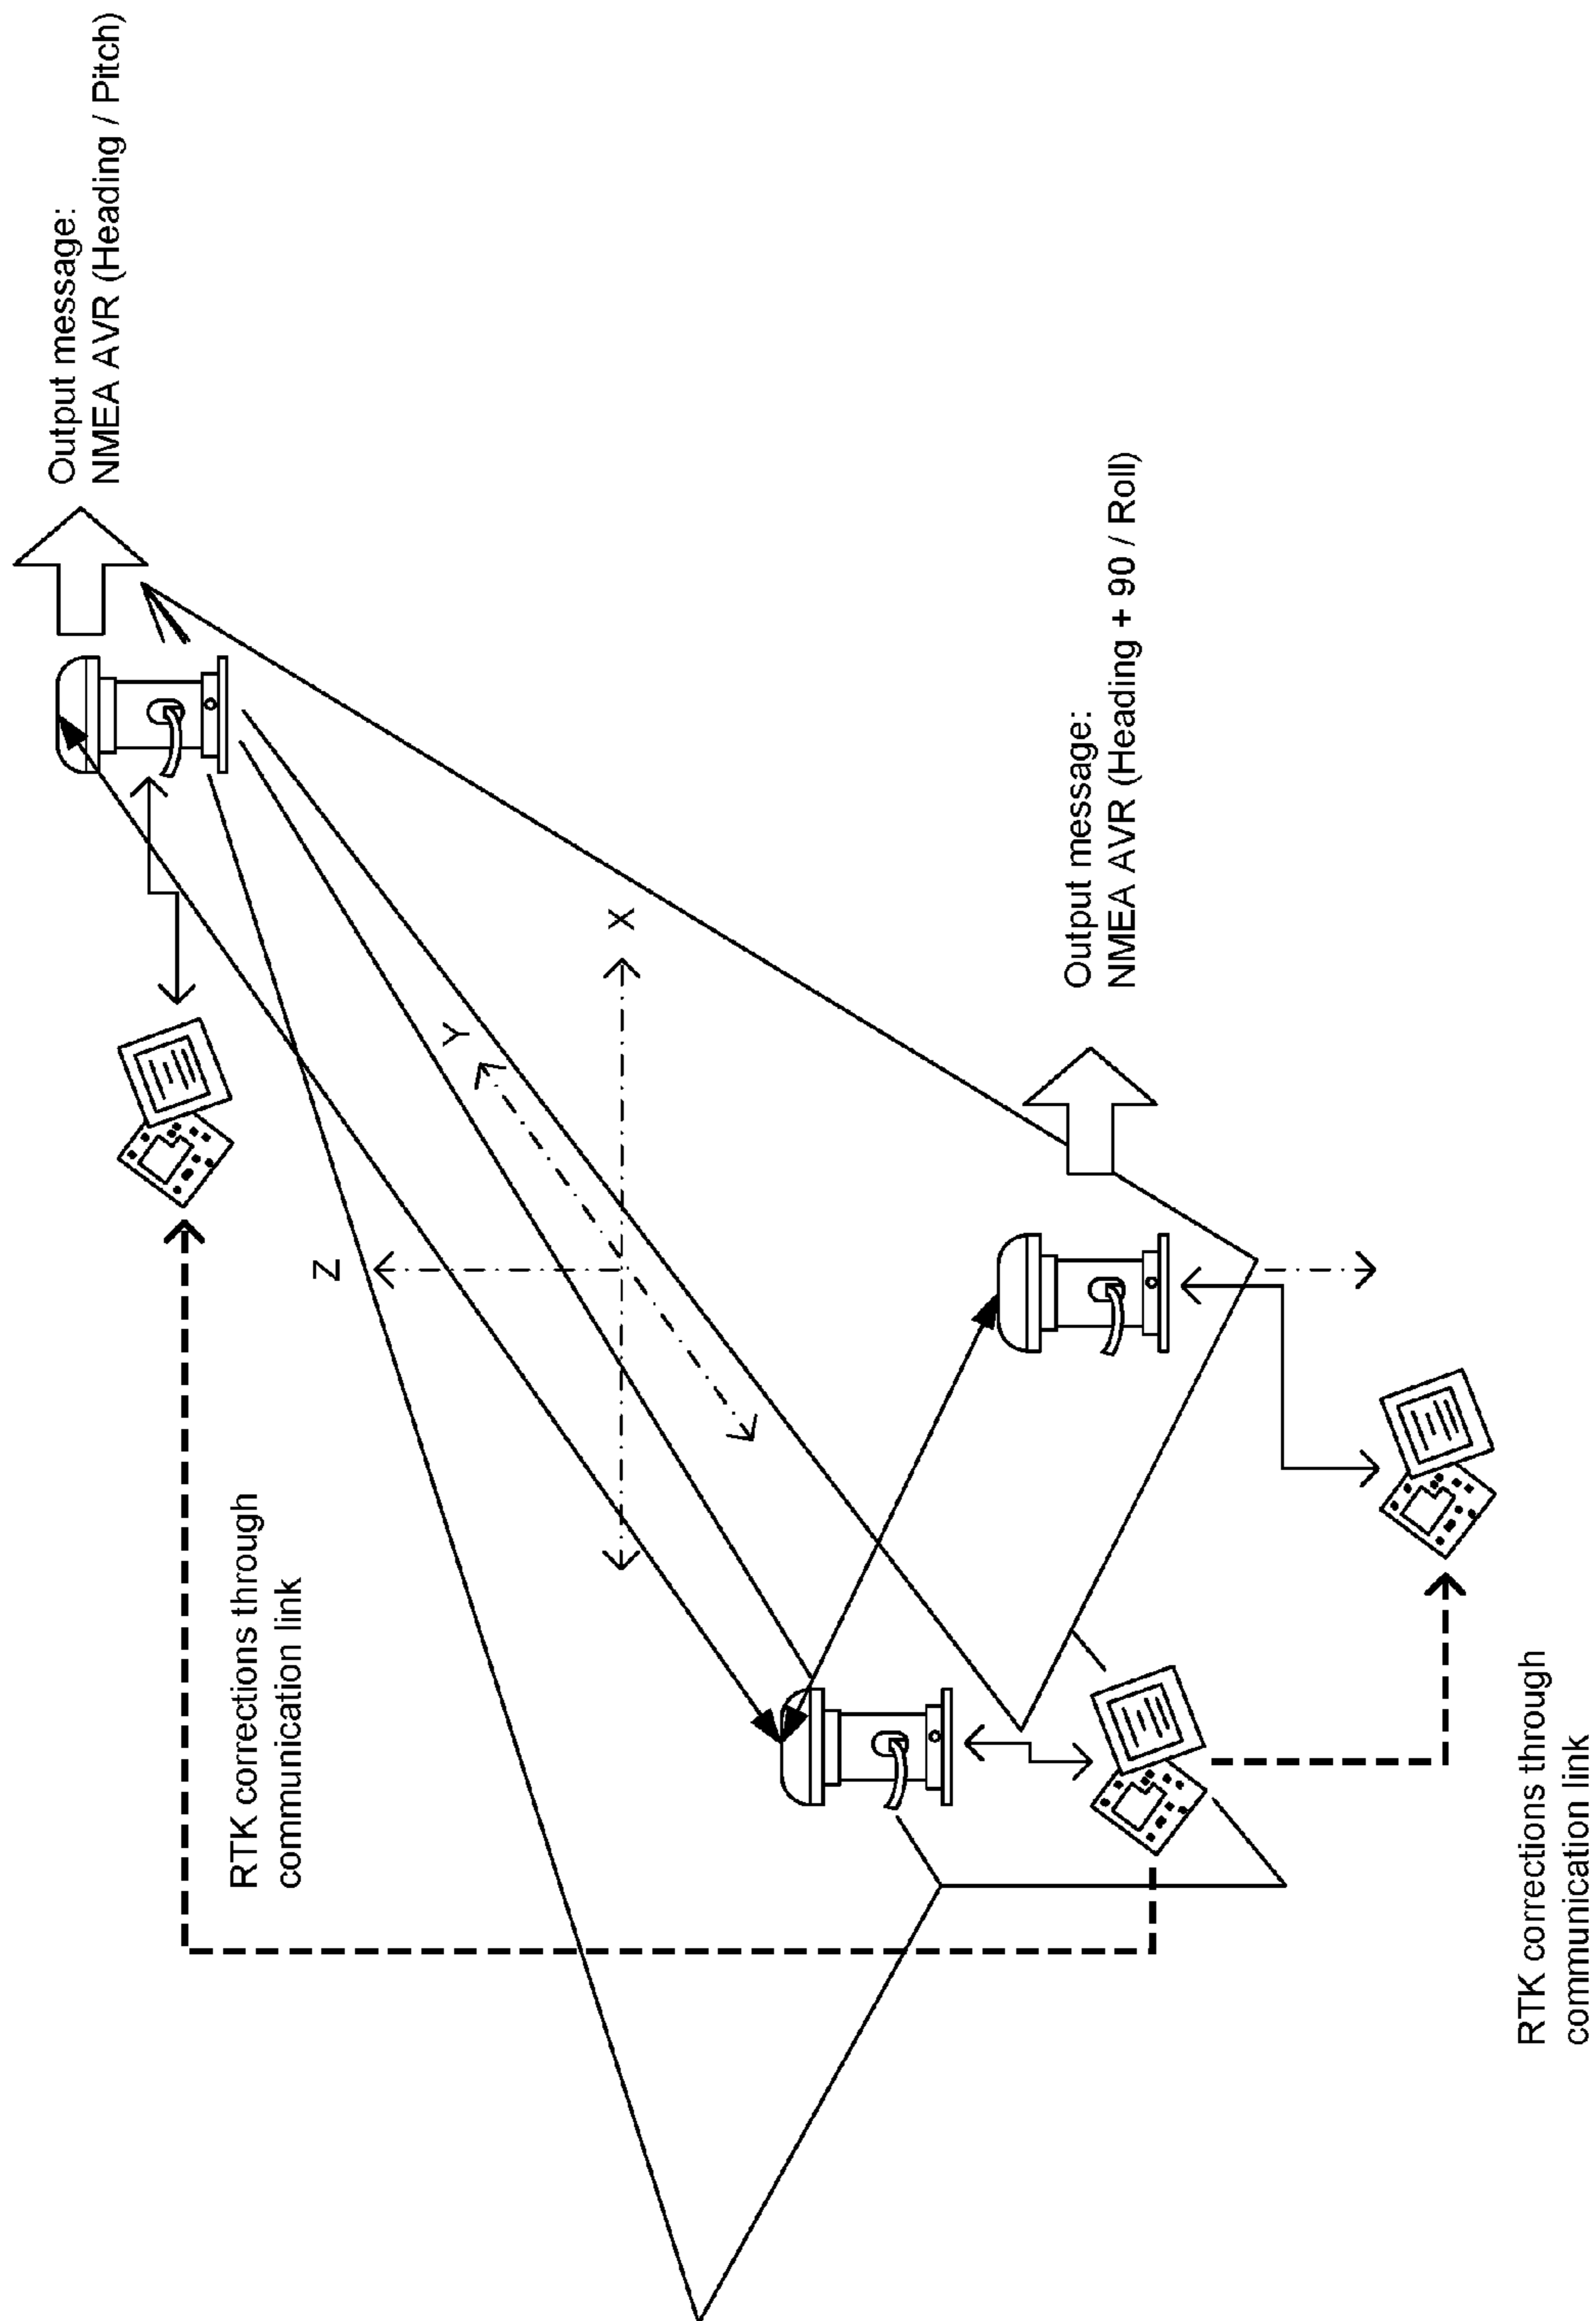 Output message:
NMEA AVR (Heading / Pitch)
RTK corrections through
communication link
Z
Y
X
Output message:
NMEA AVR (Heading + 90 / Roll)
RTK corrections through
communication link